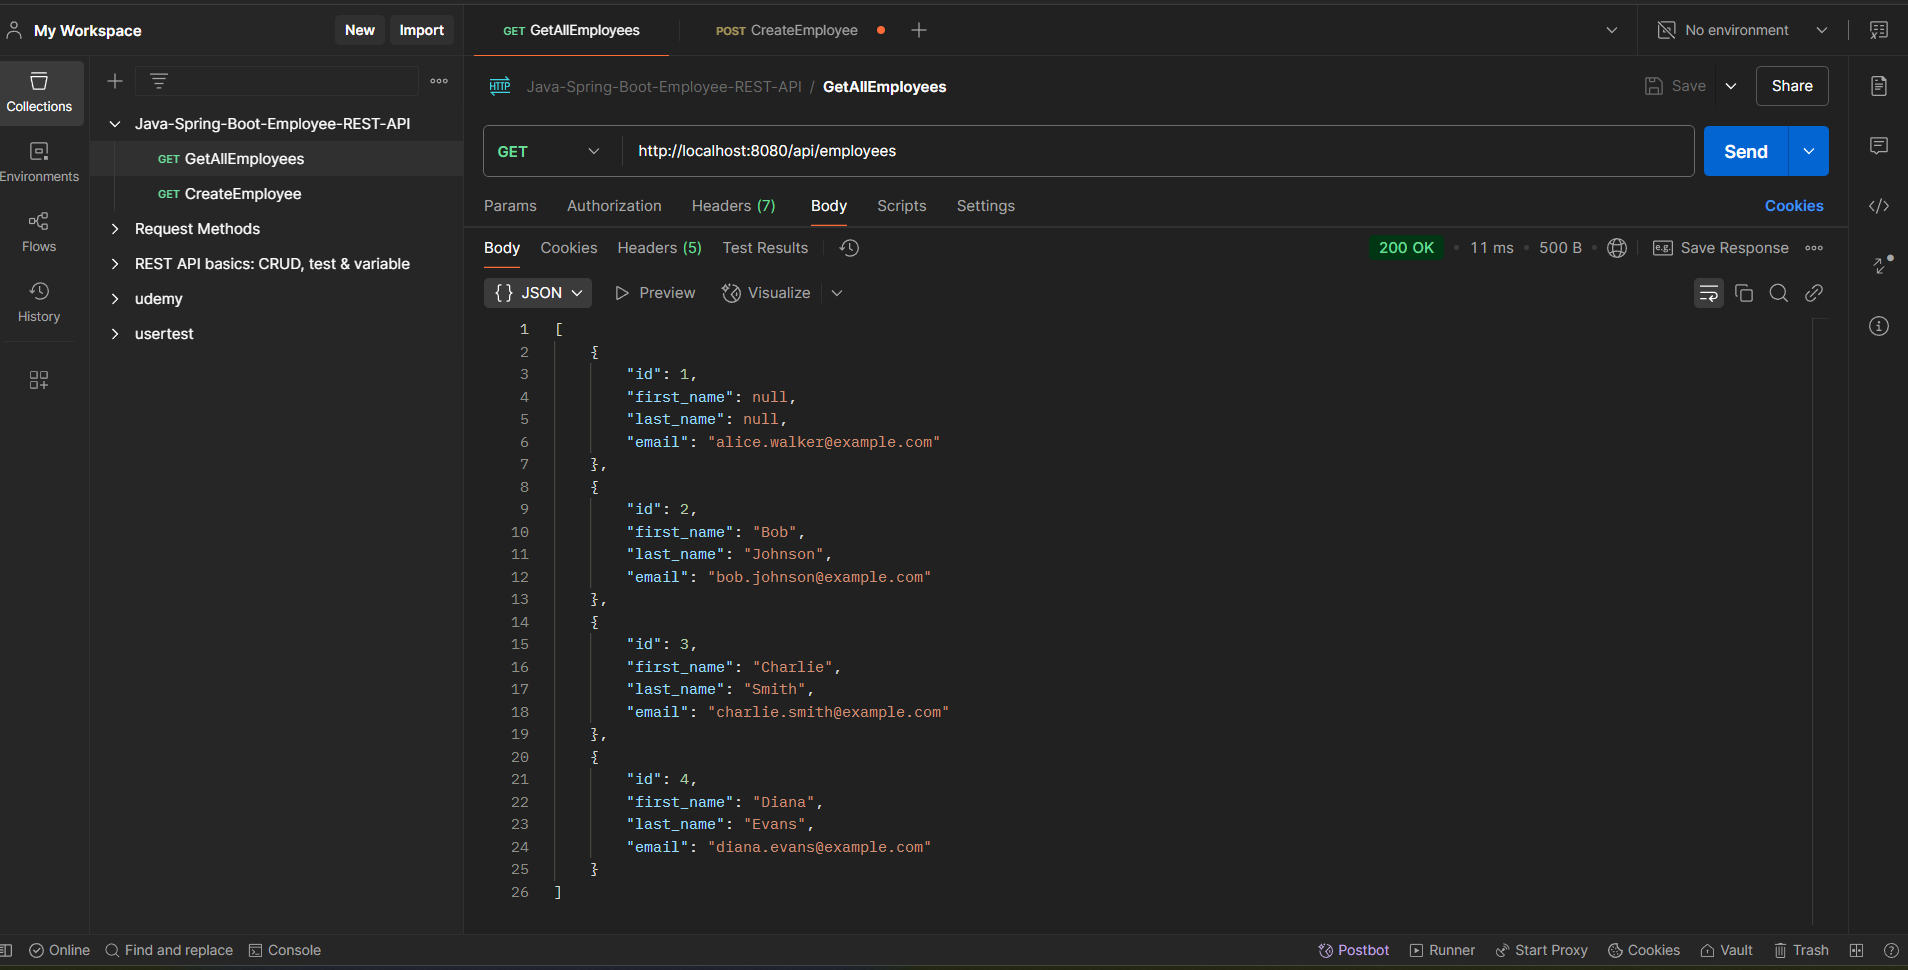 My Workspace
New
Import
GET GetAllEmployees
POST CreateEmployee
No environment
Collections
Environments
Flows
History
Java-Spring-Boot-Employee-REST-API
GET GetAllEmployees
GET CreateEmployee
Request Methods
REST API basics: CRUD, test & variable
udemy
usertest
HTTP Java-Spring-Boot-Employee-REST-API / GetAllEmployees
Save
Share
GET
http://localhost:8080/api/employees
Send
Params Authorization Headers (7) Body Scripts Settings
Cookies
Body Cookies Headers (5) Test Results
200 OK • 11 ms • 500 B • e.g. Save Response
{} JSON Preview Visualize
1 [
2 {
3 "id": 1,
4 "first_name": null,
5 "last_name": null,
6 "email": "alice.walker@example.com"
7 },
8 {
9 "id": 2,
10 "first_name": "Bob",
11 "last_name": "Johnson",
12 "email": "bob.johnson@example.com"
13 },
14 {
15 "id": 3,
16 "first_name": "Charlie",
17 "last_name": "Smith",
18 "email": "charlie.smith@example.com"
19 },
20 {
21 "id": 4,
22 "first_name": "Diana",
23 "last_name": "Evans",
24 "email": "diana.evans@example.com"
25 }
26 ]
Online Find and replace Console
Postbot Runner Start Proxy Cookies Vault Trash